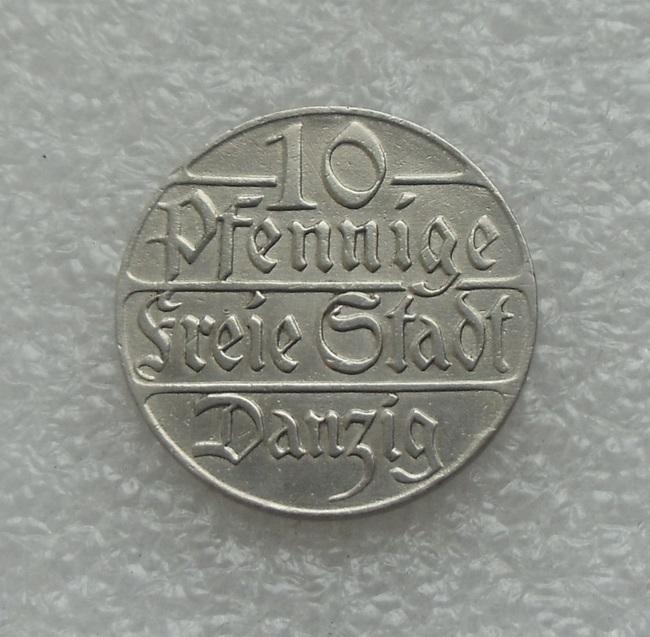 10
Pfennige
Freie Stadt
Danzig